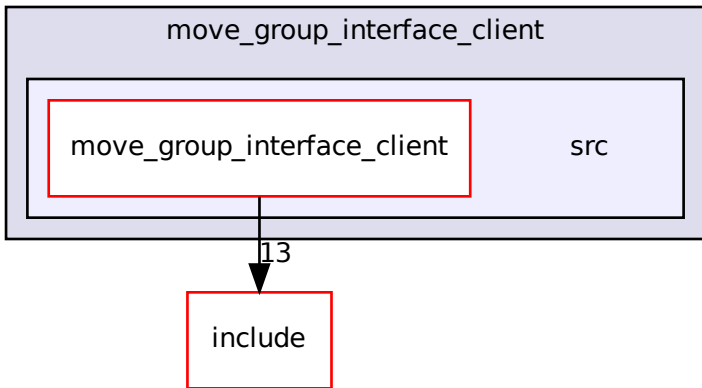 move_group_interface_client
move_group_interface_client
src
13
include